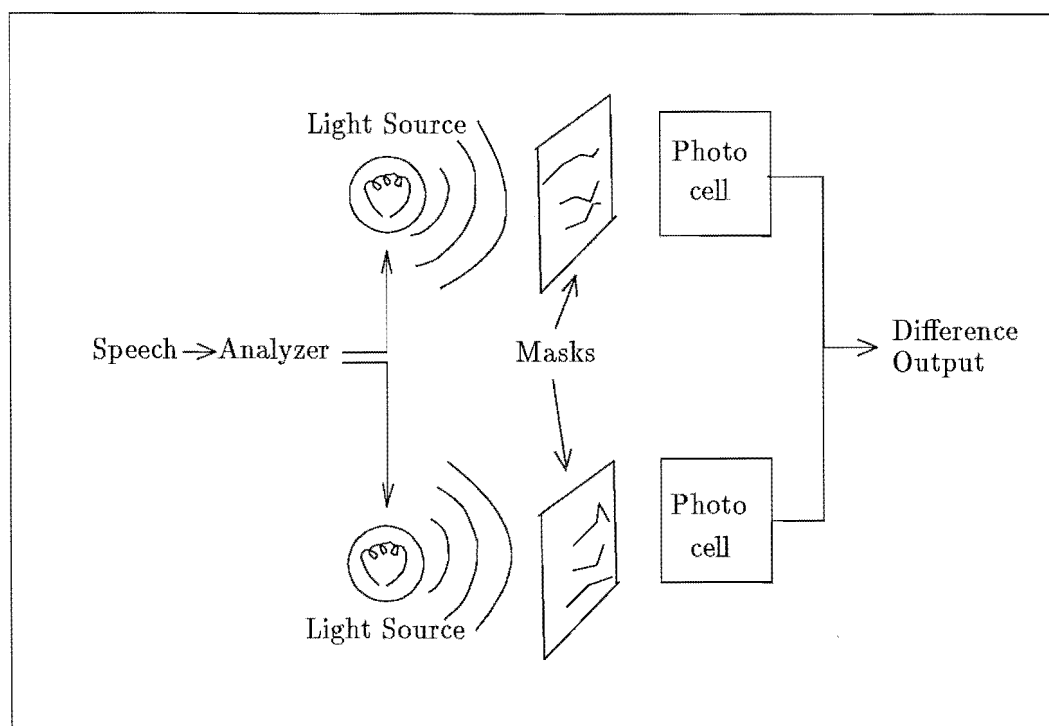 Light Source
Photo
cell
Speech
Analyzer
Masks
Difference
Output
Photo
cell
Light Source